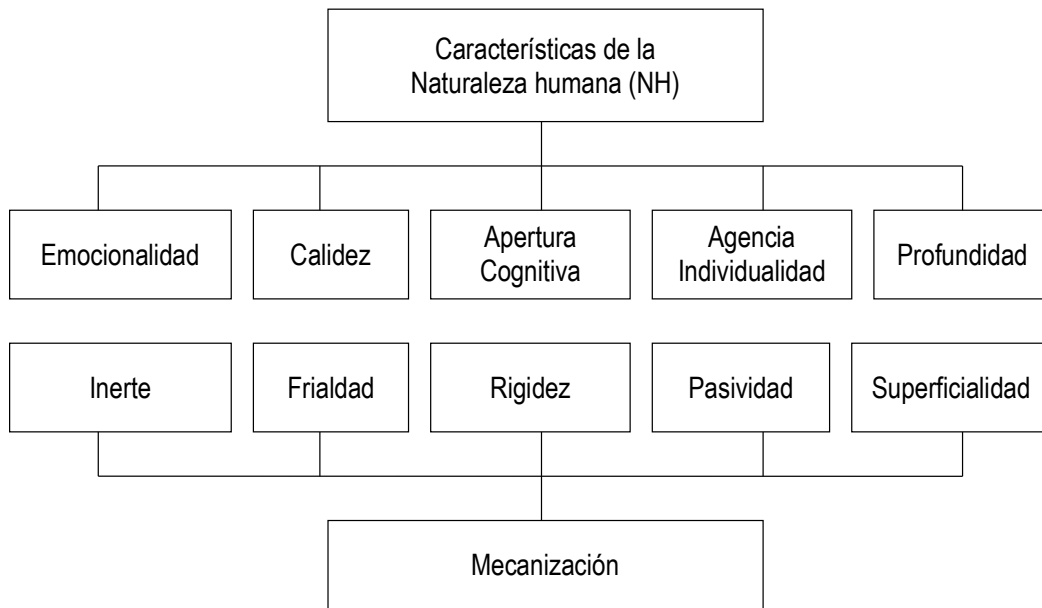 Características de la
Naturaleza humana (NH)
Emocionalidad
Calidez
Apertura
Cognitiva
Agencia
Individualidad
Profundidad
Inerte
Frialdad
Rigidez
Pasividad
Superficialidad
Mecanización